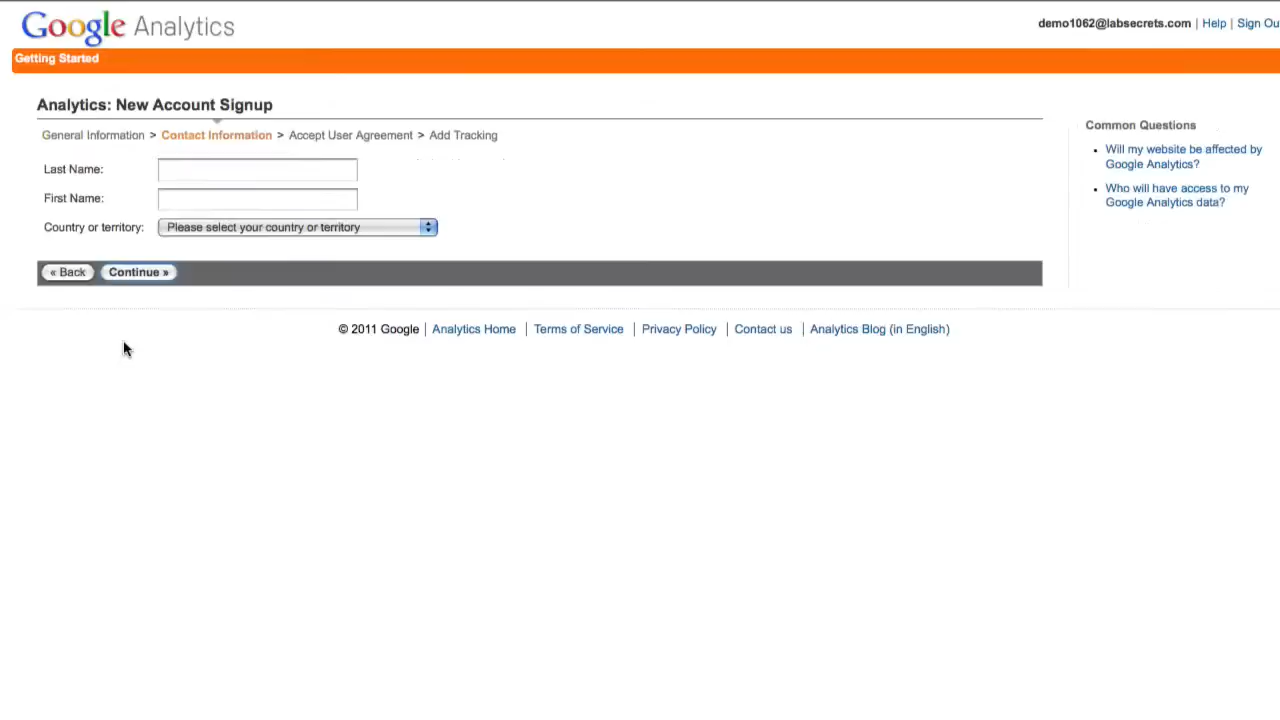 Google Analytics
demo1062@labsecrets.com | Help | Sign Ou
Getting Started
Analytics: New Account Signup
General Information > Contact Information > Accept User Agreement > Add Tracking
Last Name:
First Name:
Country or territory: Please select your country or territory
« Back Continue »
Common Questions
• Will my website be affected by
Google Analytics?
• Who will have access to my
Google Analytics data?
© 2011 Google | Analytics Home | Terms of Service | Privacy Policy | Contact us | Analytics Blog (in English)